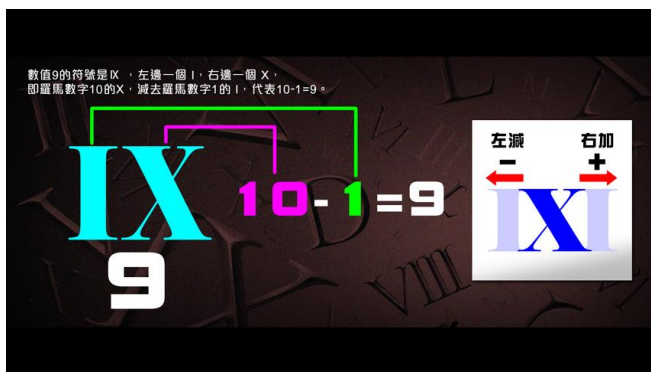 數值9的符號是Ⅸ，左邊一個 I，右邊一個 X，
即羅馬數字10的X，減去羅馬數字1的 I，代表10-1=9。
IX 10-1=9
9
左減 右加
- +
IXI
VIII